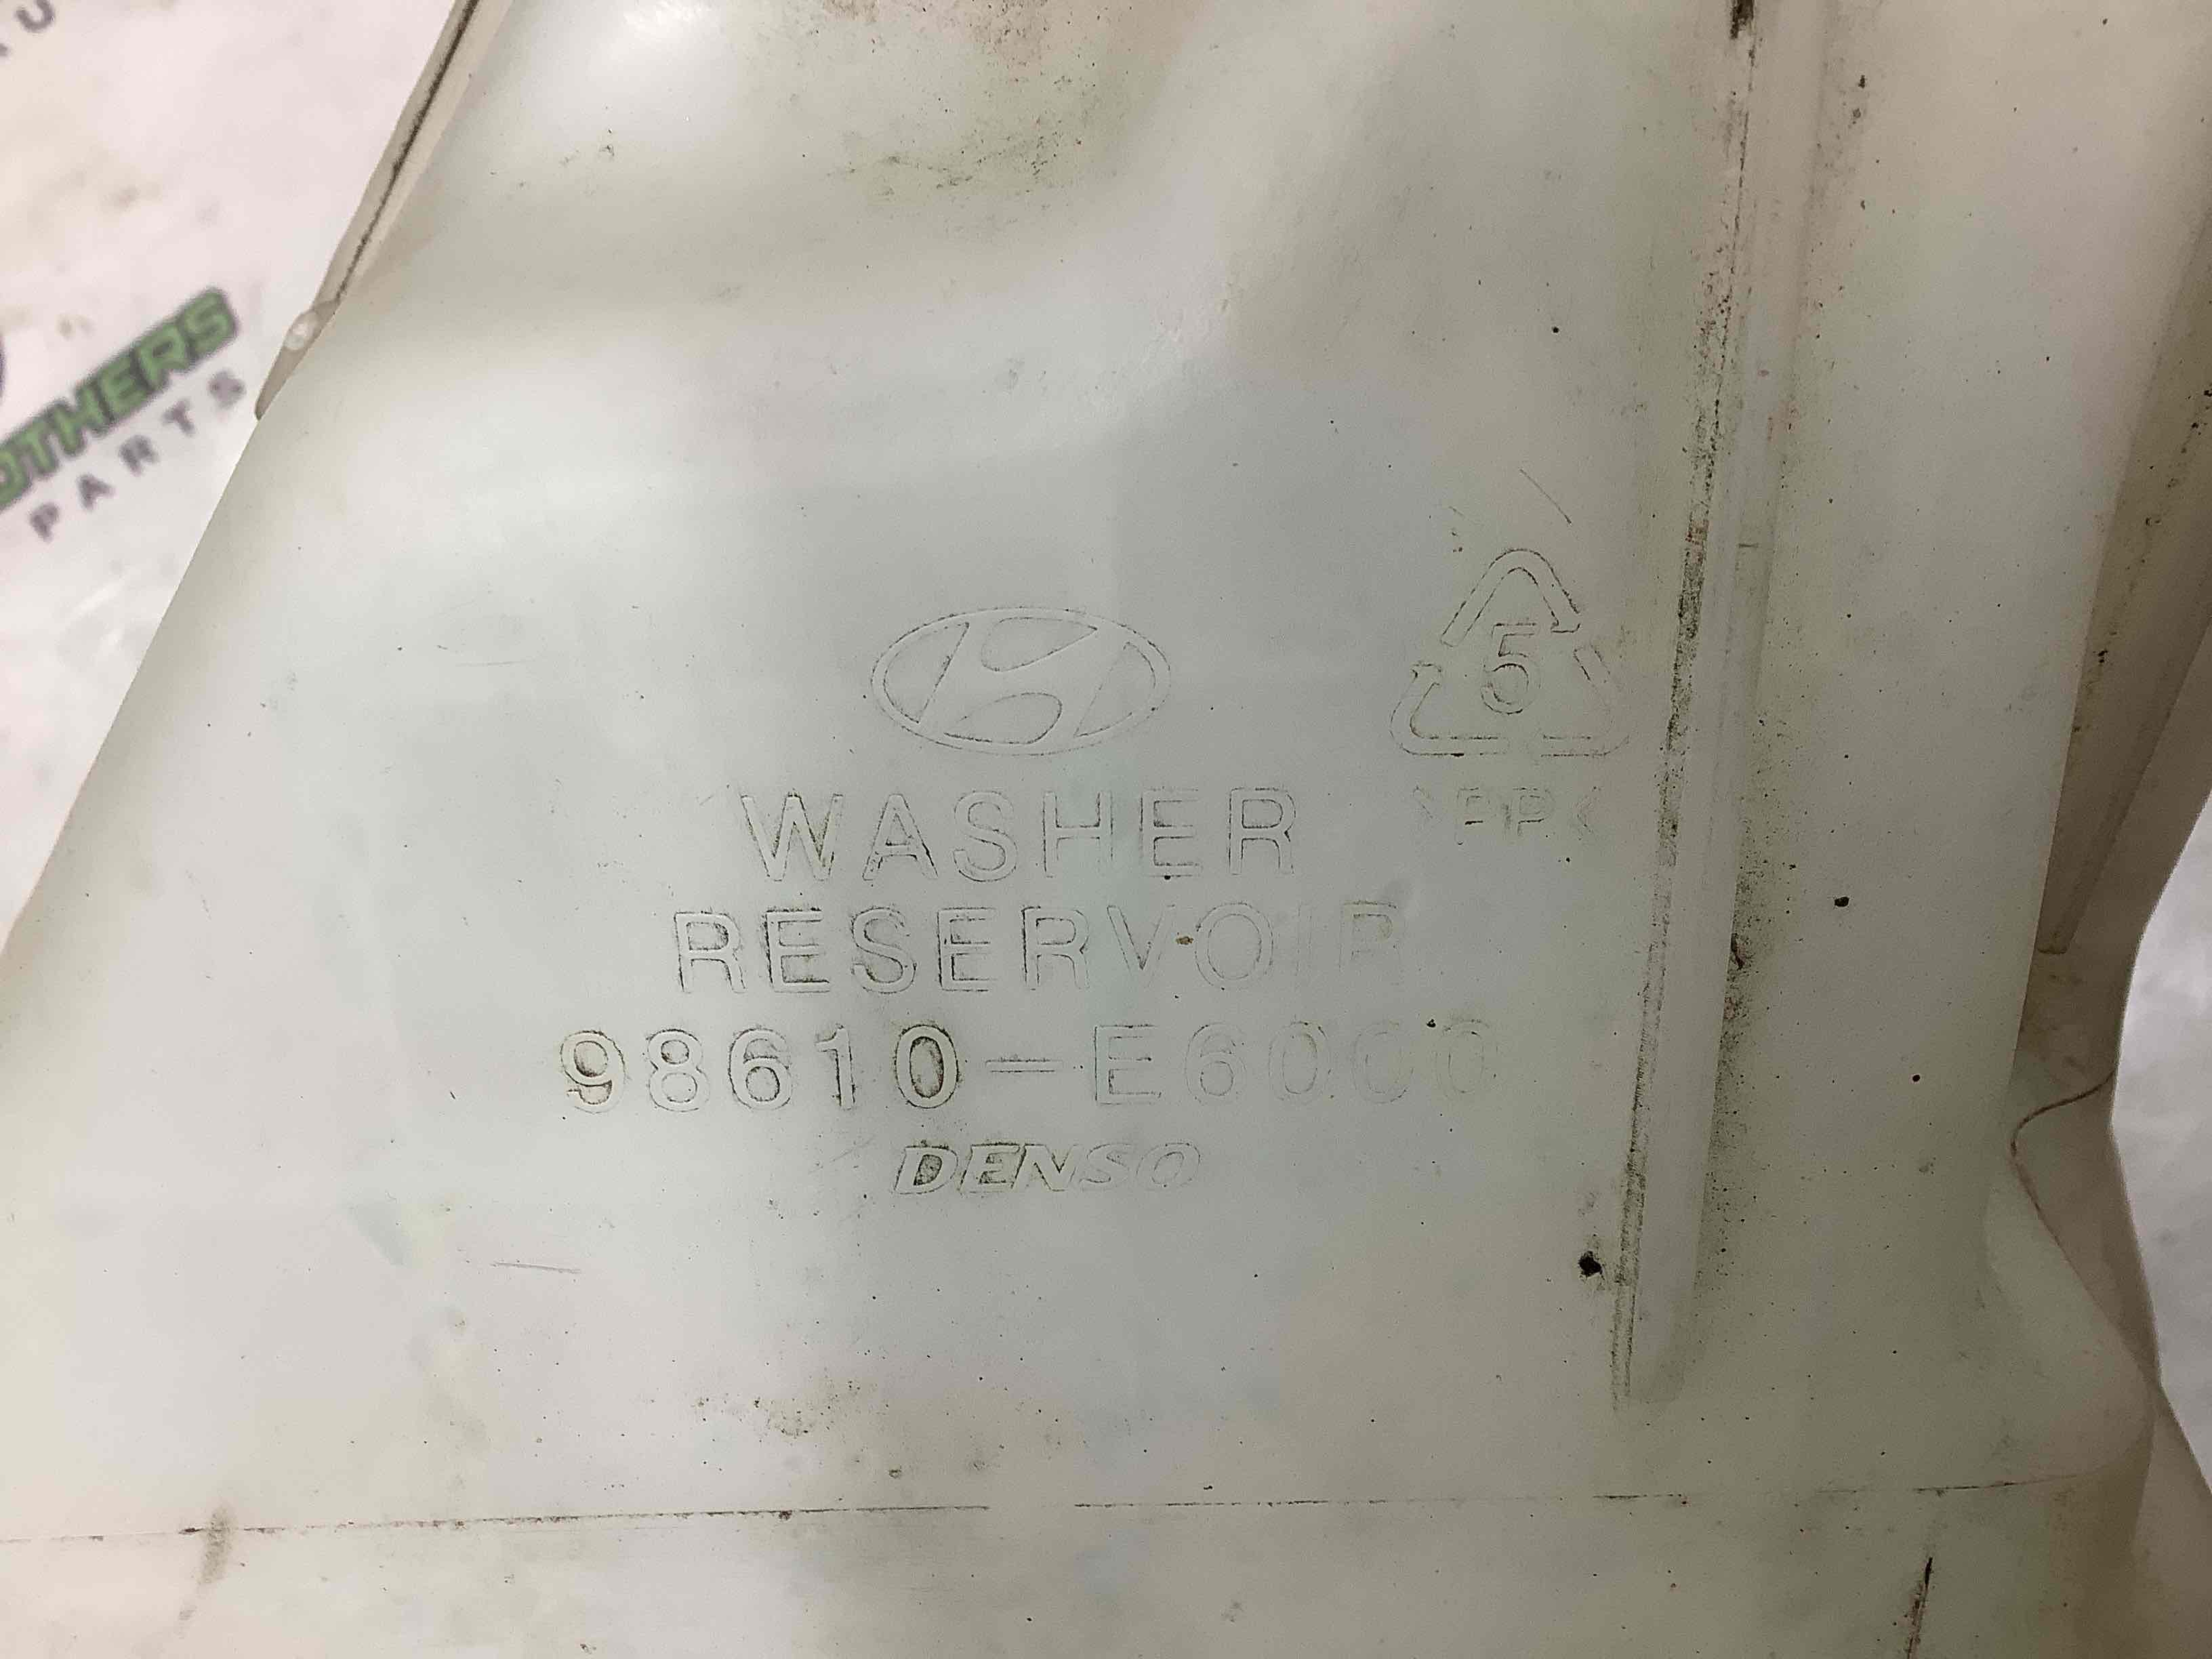 OTHERS
PARTS
5
>PP<
WASHER
RESERVOIR
98610-E6000
DENSO